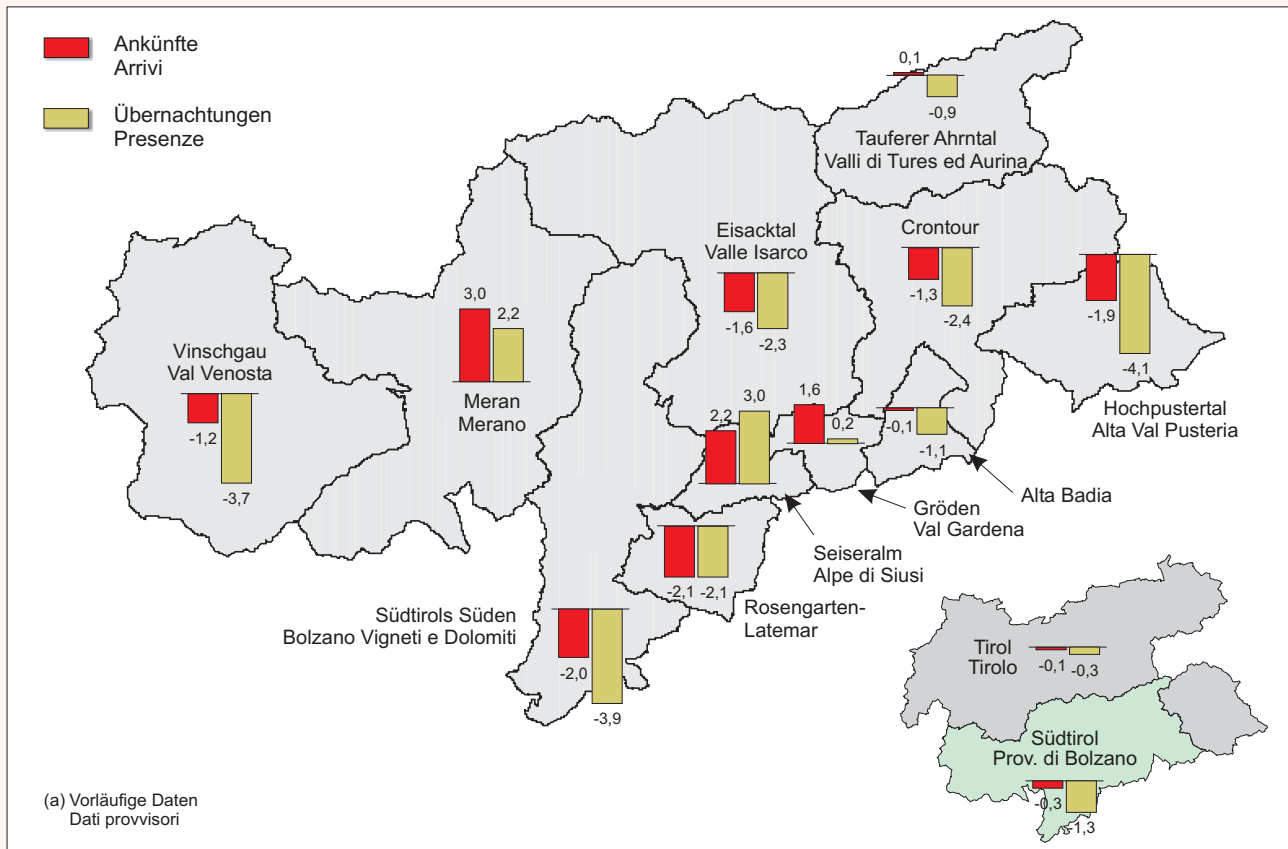 Ankünfte
Arrivi
Übernachtungen
Presenze
0,1
-0,9
Tauferer Ahrntal
Valli di Tures ed Aurina
Eisacktal
Valle Isarco
-1,6
-2,3
Crontour
-1,3
-2,4
-1,9
-4,1
Hochpustertal
Alta Val Pusteria
3,0
2,2
Meran
Merano
Vinschgau
Val Venosta
-1,2
-3,7
2,2
3,0
1,6
0,2
-0,1
-1,1
Alta Badia
Gröden
Val Gardena
Seiseralm
Alpe di Siusi
-2,1
-2,1
Rosengarten-
Latemar
Südtirols Süden
Bolzano Vigneti e Dolomiti
-2,0
-3,9
Tirol
Tirolo
-0,1
-0,3
Südtirol
Prov. di Bolzano
-0,3
-1,3
(a) Vorläufige Daten
Dati provvisori